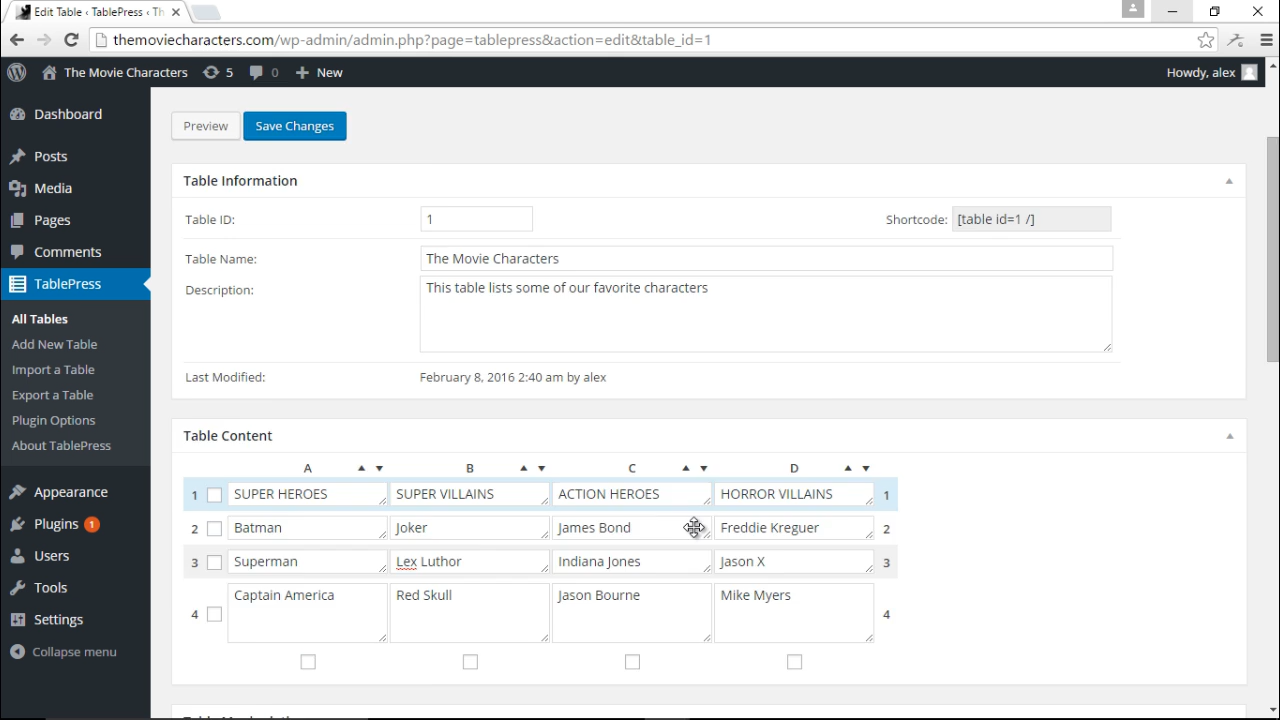 Edit Table ‹ TablePress ‹ Th
themoviecharacters.com/wp-admin/admin.php?page=tablepress&action=edit&table_id=1
The Movie Characters 5 0 New Howdy, alex
Dashboard
Posts
Media
Pages
Comments
TablePress
All Tables
Add New Table
Import a Table
Export a Table
Plugin Options
About TablePress
Appearance
Plugins 1
Users
Tools
Settings
Collapse menu
Preview Save Changes
Table Information
Table ID: 1 Shortcode: [table id=1 /]
Table Name: The Movie Characters
Description: This table lists some of our favorite characters
Last Modified: February 8, 2016 2:40 am by alex
Table Content
A B C D
1 SUPER HEROES SUPER VILLAINS ACTION HEROES HORROR VILLAINS 1
2 Batman Joker James Bond Freddie Kreguer 2
3 Superman Lex Luthor Indiana Jones Jason X 3
4 Captain America Red Skull Jason Bourne Mike Myers 4